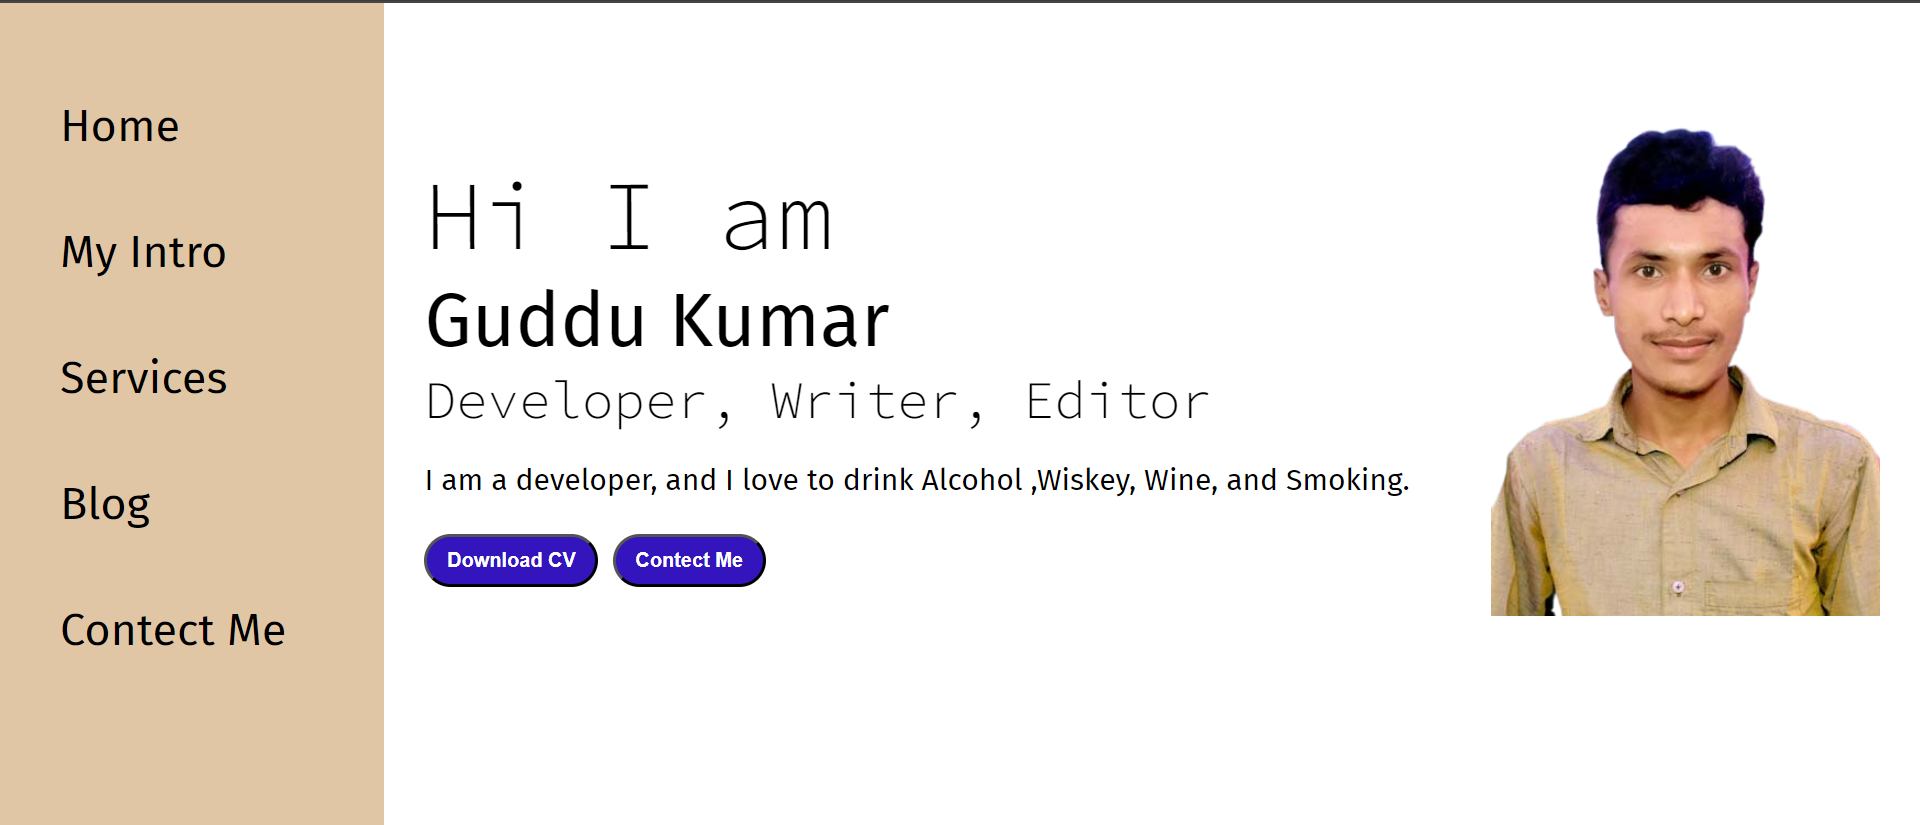 Home
My Intro
Services
Blog
Contect Me
Hi I am
Guddu Kumar
Developer, Writer, Editor
I am a developer, and I love to drink Alcohol ,Wiskey, Wine, and Smoking.
Download CV
Contect Me